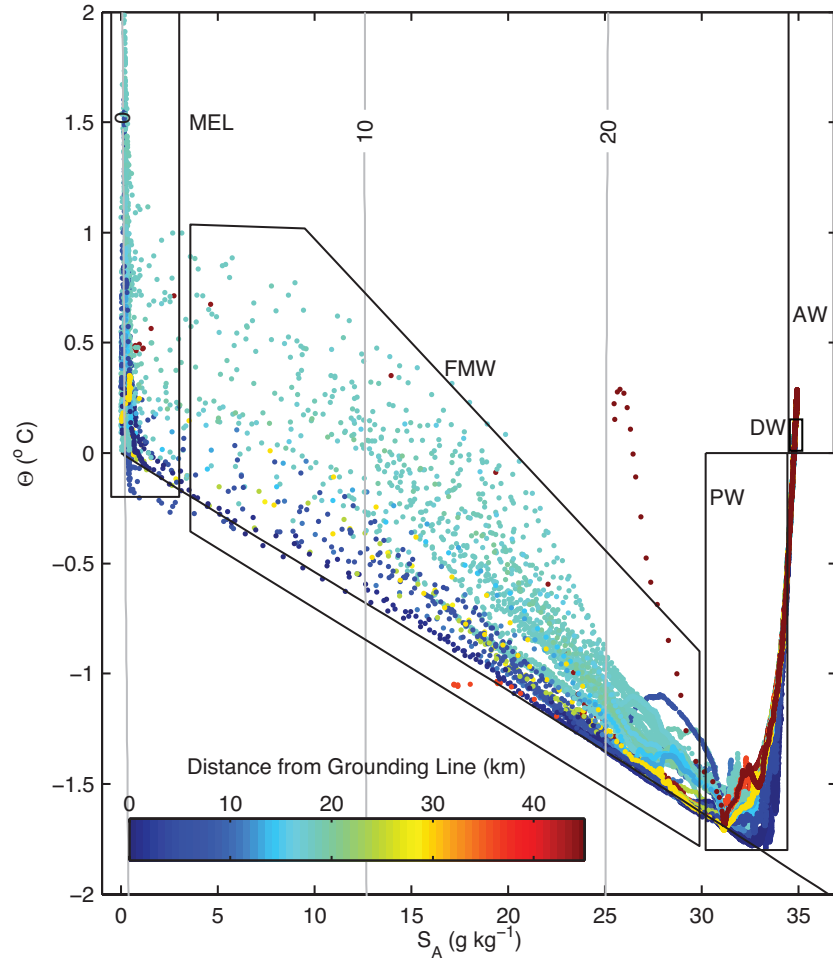 2
1.5
1
0.5
0
−0.5
−1
−1.5
−2
Θ (° C)
0
10
20
MEL
FMW
AW
DW
PW
Distance from Grounding Line (km)
0 10 20 30 40
0 5 10 15 20 25 30 35
S_A (g kg⁻¹)